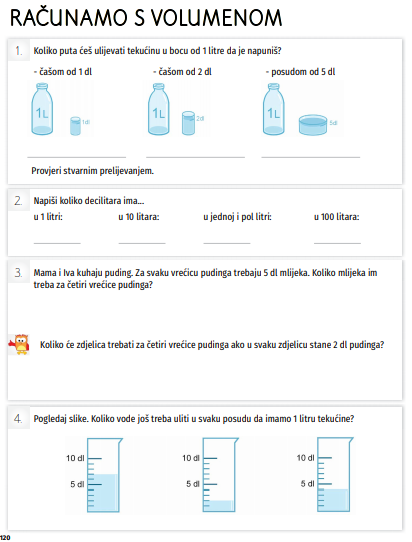 RAČUNAMO S VOLUMENOM
1. Koliko puta ćeš ulijevati tekućinu u bocu od 1 litre da je napuniš?
- čašom od 1 dl - čašom od 2 dl - posudom od 5 dl
1L 1dl 1L 2dl 1L 5dl
Provjeri stvarnim prelijevanjem.
2. Napiši koliko decilitara ima...
u 1 litri: u 10 litara: u jednoj i pol litri: u 100 litara:
3. Mama i Iva kuhaju puding. Za svaku vrećicu pudinga trebaju 5 dl mlijeka. Koliko mlijeka im
treba za četiri vrećice pudinga?
Koliko će zdjelica trebati za četiri vrećice pudinga ako u svaku zdjelicu stane 2 dl pudinga?
4. Pogledaj slike. Koliko vode još treba uliti u svaku posudu da imamo 1 litru tekućine?
10 dl 10 dl 10 dl
5 dl 5 dl 5 dl
120